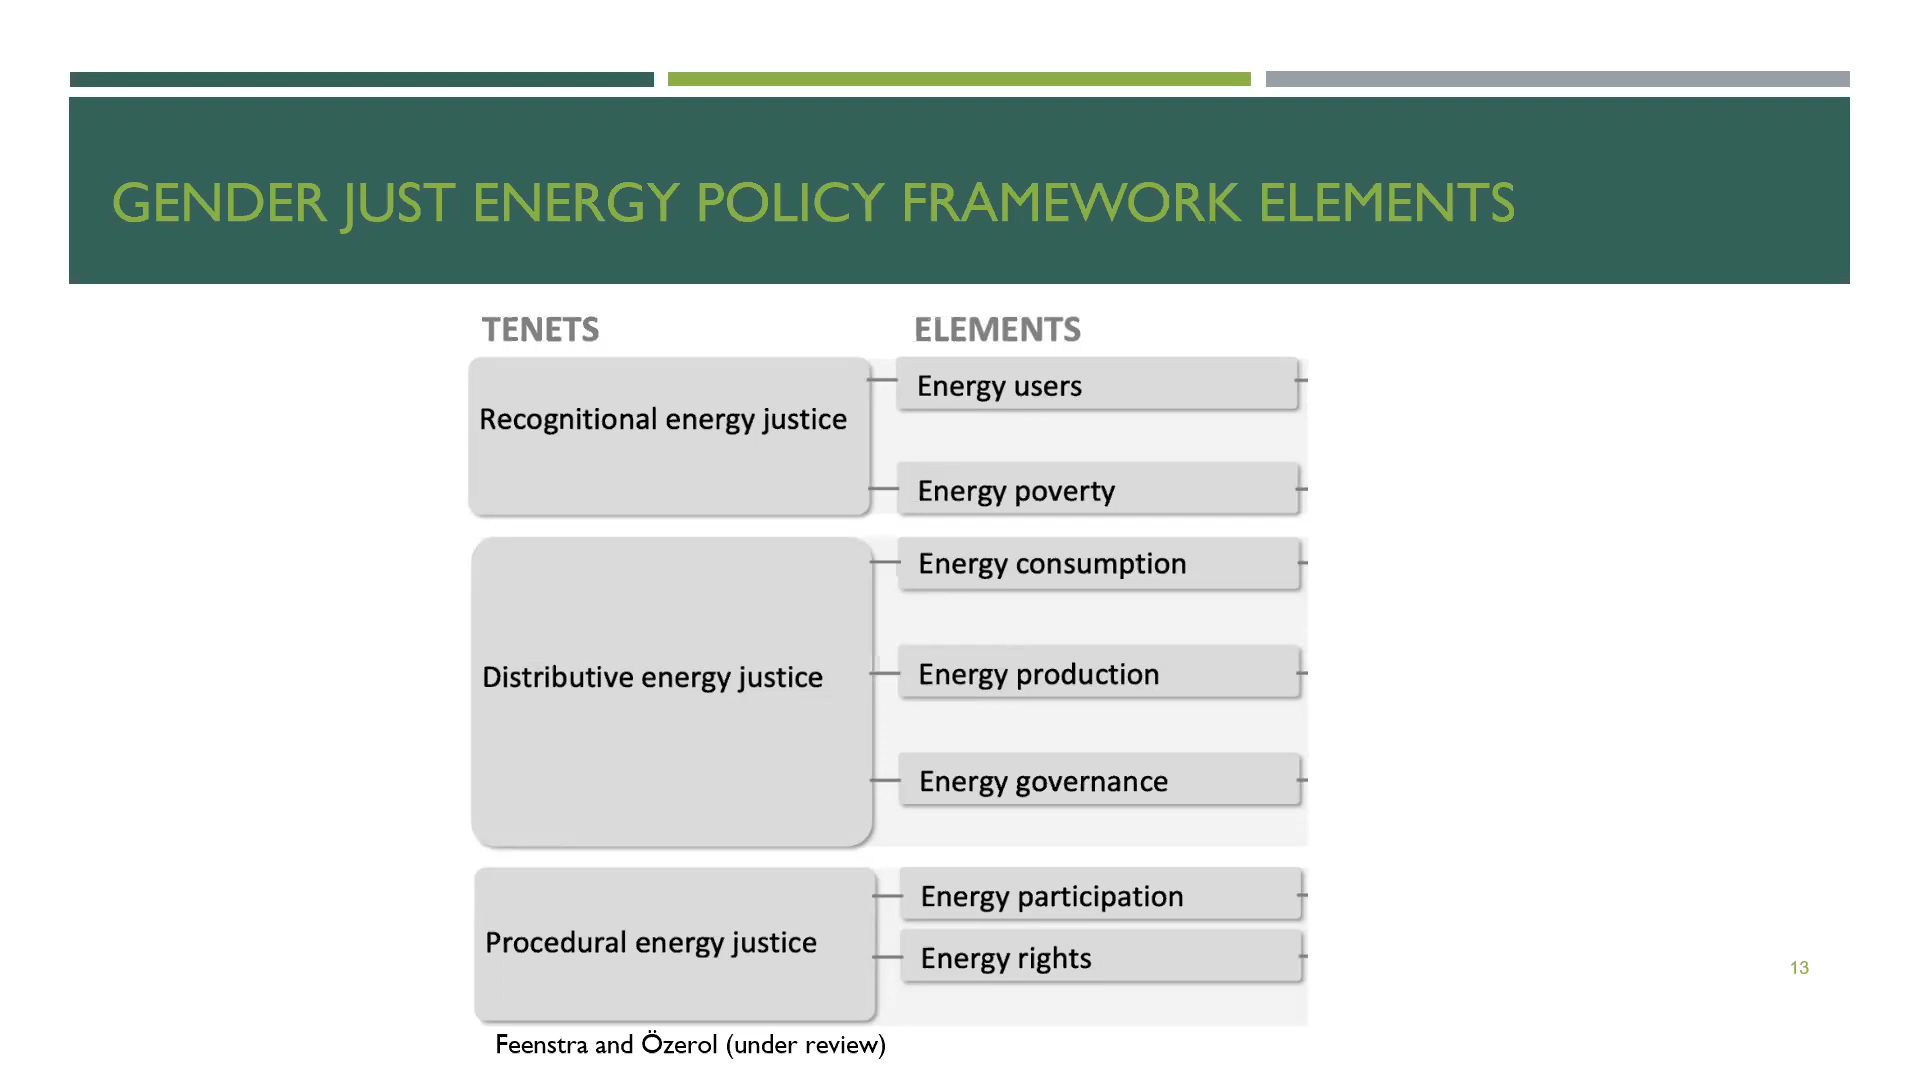 GENDER JUST ENERGY POLICY FRAMEWORK ELEMENTS
TENETS
ELEMENTS
Recognitional energy justice
Energy users
Energy poverty
Distributive energy justice
Energy consumption
Energy production
Energy governance
Procedural energy justice
Energy participation
Energy rights
13
Feenstra and Özerol (under review)